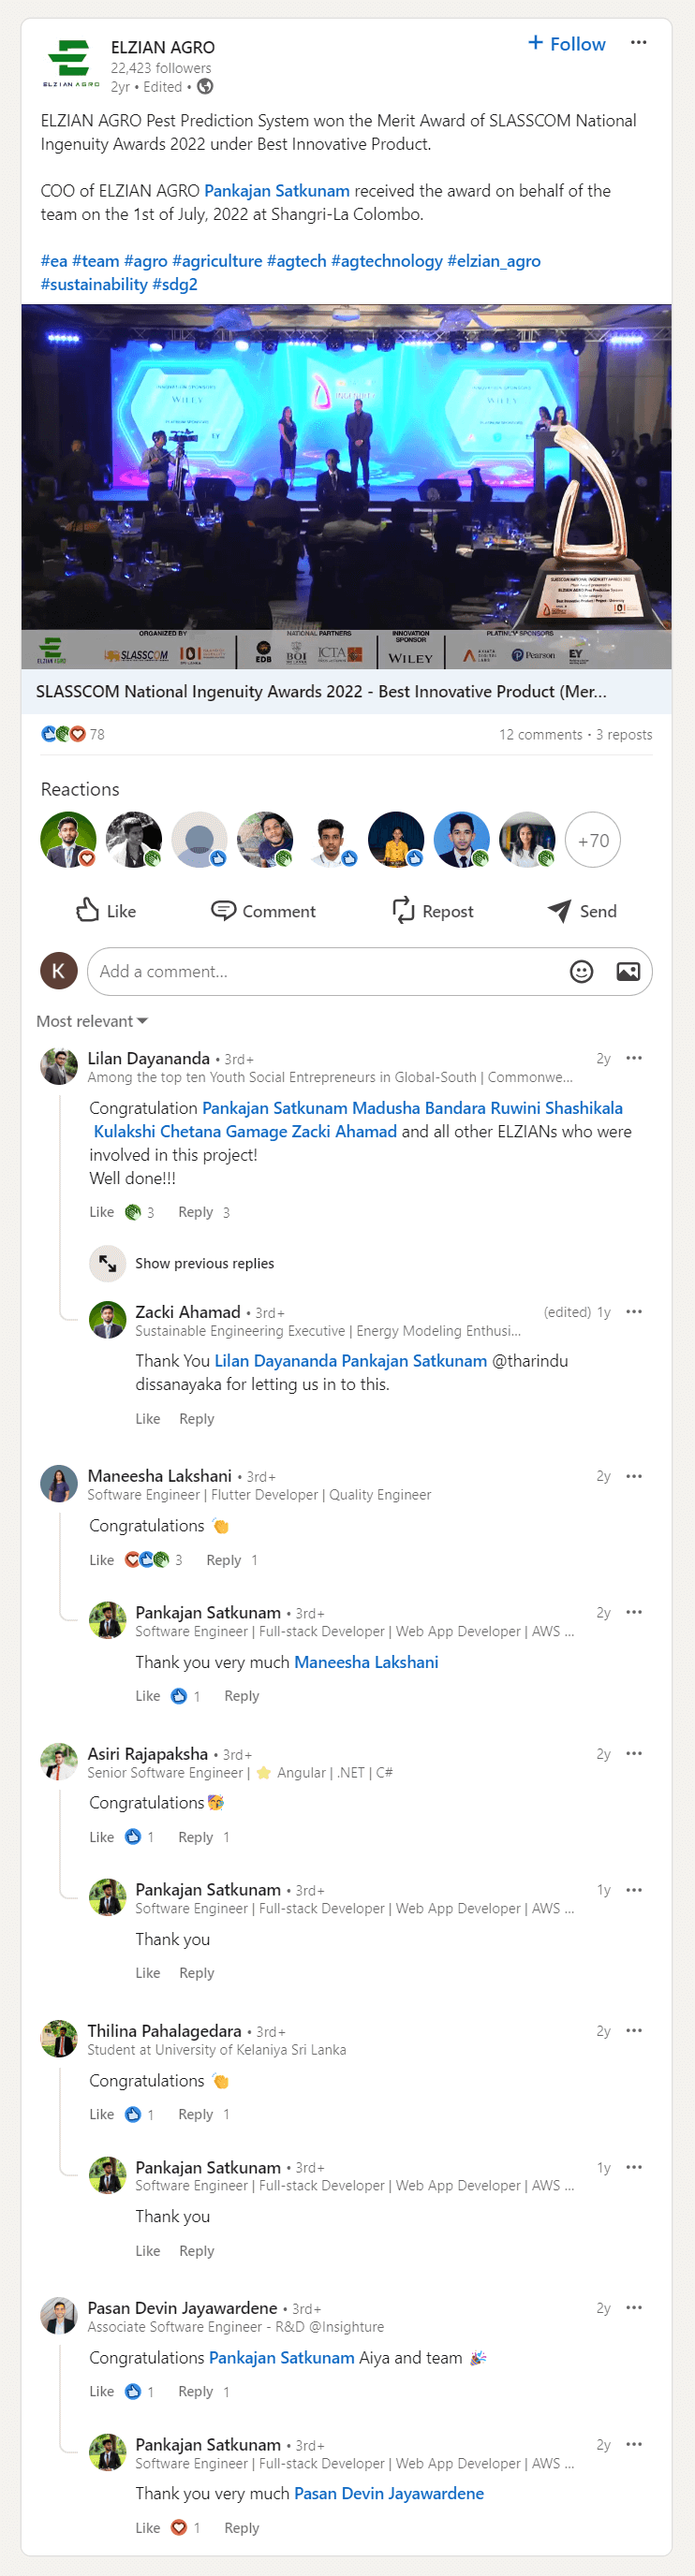 ELZIAN AGRO
ELZIAN AGRO
22,423 followers
2yr • Edited •
+ Follow
ELZIAN AGRO Pest Prediction System won the Merit Award of SLASSCOM National
Ingenuity Awards 2022 under Best Innovative Product.
COO of ELZIAN AGRO Pankajan Satkunam received the award on behalf of the
team on the 1st of July, 2022 at Shangri-La Colombo.
#ea #team #agro #agriculture #agtech #agtechnology #elzian_agro
#sustainability #sdg2
WILEY
INGENUITY
WILEY
EY
SLASSCOM NATIONAL INGENUITY AWARDS 2022
ELZIAN AGRO Pest Prediction System
ELZIAN AGRO
ORGANIZED BY
SLASSCOM
NATIONAL PARTNERS
EDB
BOI
ICTA
INNOVATION
SPONSOR
WILEY
PLATINUM SPONSORS
Pearson
EY
SLASSCOM National Ingenuity Awards 2022 - Best Innovative Product (Mer...
78
12 comments • 3 reposts
Reactions
+70
Like
Comment
Repost
Send
K
Add a comment...
Most relevant
Lilan Dayananda • 3rd+
2y
Among the top ten Youth Social Entrepreneurs in Global-South | Commonwe...
Congratulation Pankajan Satkunam Madusha Bandara Ruwini Shashikala
Kulakshi Chetana Gamage Zacki Ahamad and all other ELZIANs who were
involved in this project!
Well done!!!
Like 3 Reply 3
Show previous replies
Zacki Ahamad • 3rd+
(edited) 1y
Sustainable Engineering Executive | Energy Modeling Enthusi...
Thank You Lilan Dayananda Pankajan Satkunam @tharindu
dissanayaka for letting us in to this.
Like Reply
Maneesha Lakshani • 3rd+
2y
Software Engineer | Flutter Developer | Quality Engineer
Congratulations 👏
Like 3 Reply 1
Pankajan Satkunam • 3rd+
2y
Software Engineer | Full-stack Developer | Web App Developer | AWS ...
Thank you very much Maneesha Lakshani
Like 1 Reply
Asiri Rajapaksha • 3rd+
2y
Senior Software Engineer | ⭐ Angular | .NET | C#
Congratulations🥳
Like 1 Reply 1
Pankajan Satkunam • 3rd+
1y
Software Engineer | Full-stack Developer | Web App Developer | AWS ...
Thank you
Like Reply
Thilina Pahalagedara • 3rd+
2y
Student at University of Kelaniya Sri Lanka
Congratulations 👏
Like 1 Reply 1
Pankajan Satkunam • 3rd+
1y
Software Engineer | Full-stack Developer | Web App Developer | AWS ...
Thank you
Like Reply
Pasan Devin Jayawardene • 3rd+
2y
Associate Software Engineer - R&D @Insighture
Congratulations Pankajan Satkunam Aiya and team 🎉
Like 1 Reply 1
Pankajan Satkunam • 3rd+
2y
Software Engineer | Full-stack Developer | Web App Developer | AWS ...
Thank you very much Pasan Devin Jayawardene
Like 1 Reply